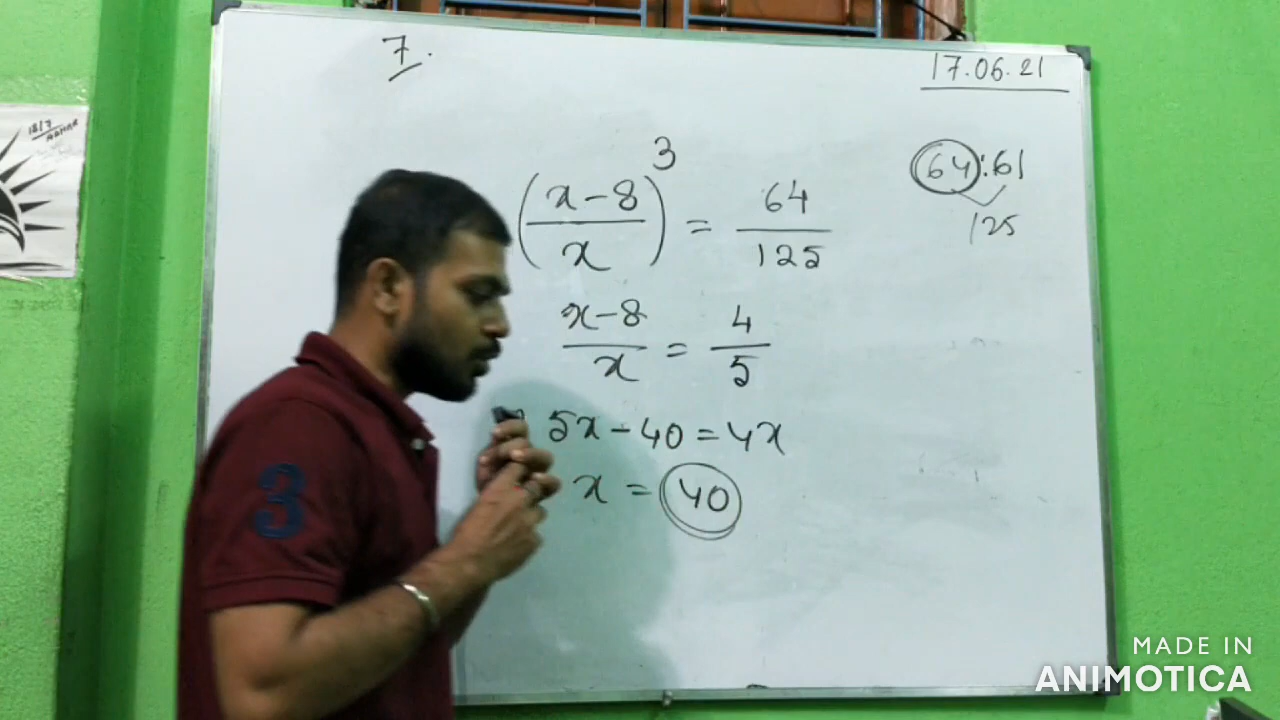 7.
17.06.21
64:61
125
(x-8/x)^3 = 64/125
x-8/x = 4/5
5x-40=4x
x = 40
3
MADE IN
ANIMOTICA